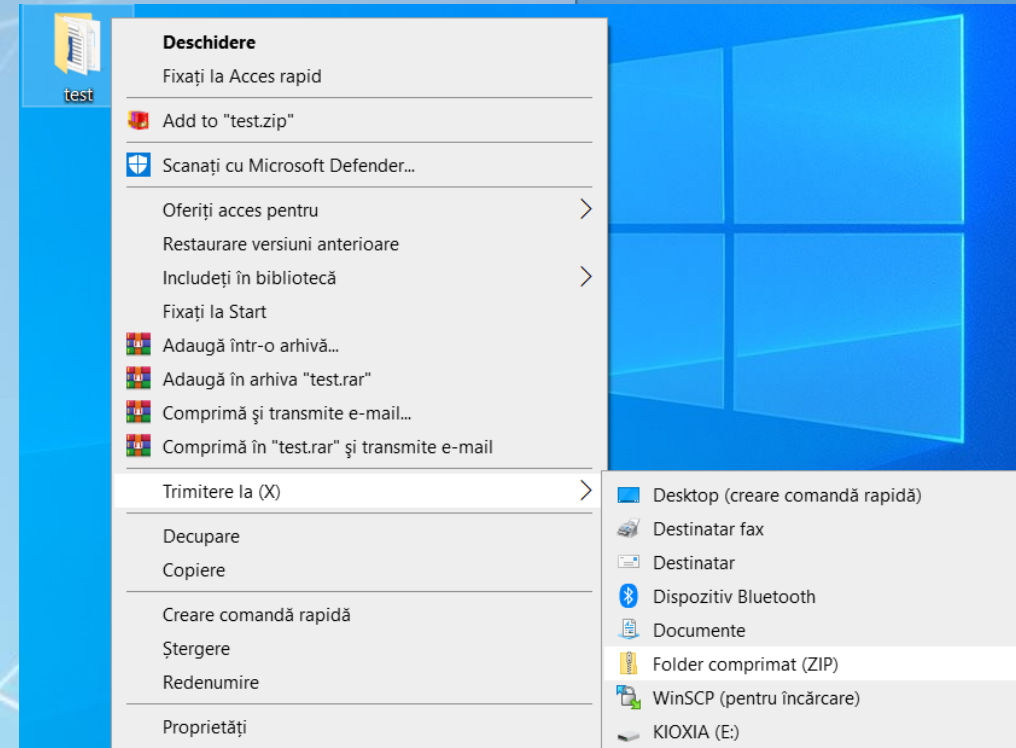 test
Deschidere
Fixați la Acces rapid
Add to "test.zip"
Scanați cu Microsoft Defender...
Oferiți acces pentru
Restaurare versiuni anterioare
Includeți în bibliotecă
Fixați la Start
Adaugă într-o arhivă...
Adaugă în arhiva "test.rar"
Comprimă şi transmite e-mail...
Comprimă în "test.rar" şi transmite e-mail
Trimitere la (X)
Decupare
Copiere
Creare comandă rapidă
Ștergere
Redenumire
Proprietăți
Desktop (creare comandă rapidă)
Destinatar fax
Destinatar
Dispozitiv Bluetooth
Documente
Folder comprimat (ZIP)
WinSCP (pentru încărcare)
KIOXIA (E:)